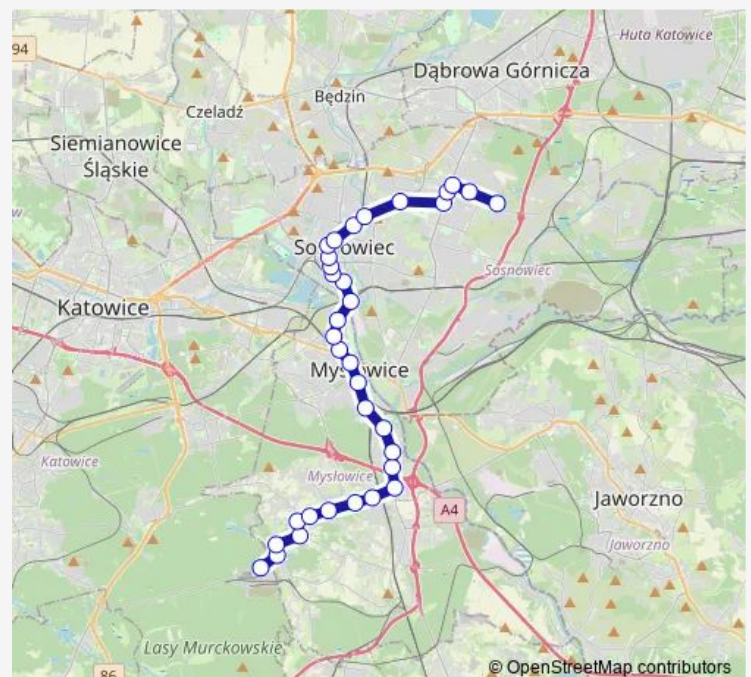 Huta Katowice
94
Dąbrowa Górnicza
Będzin
Czeladź
Siemianowice
Śląskie
Sosnowiec
Katowice
Mysłowice
Katowice
Mysłowice
A4
Jaworzno
Jaworzno
Lasy Murckowskie
86
© OpenStreetMap contributors